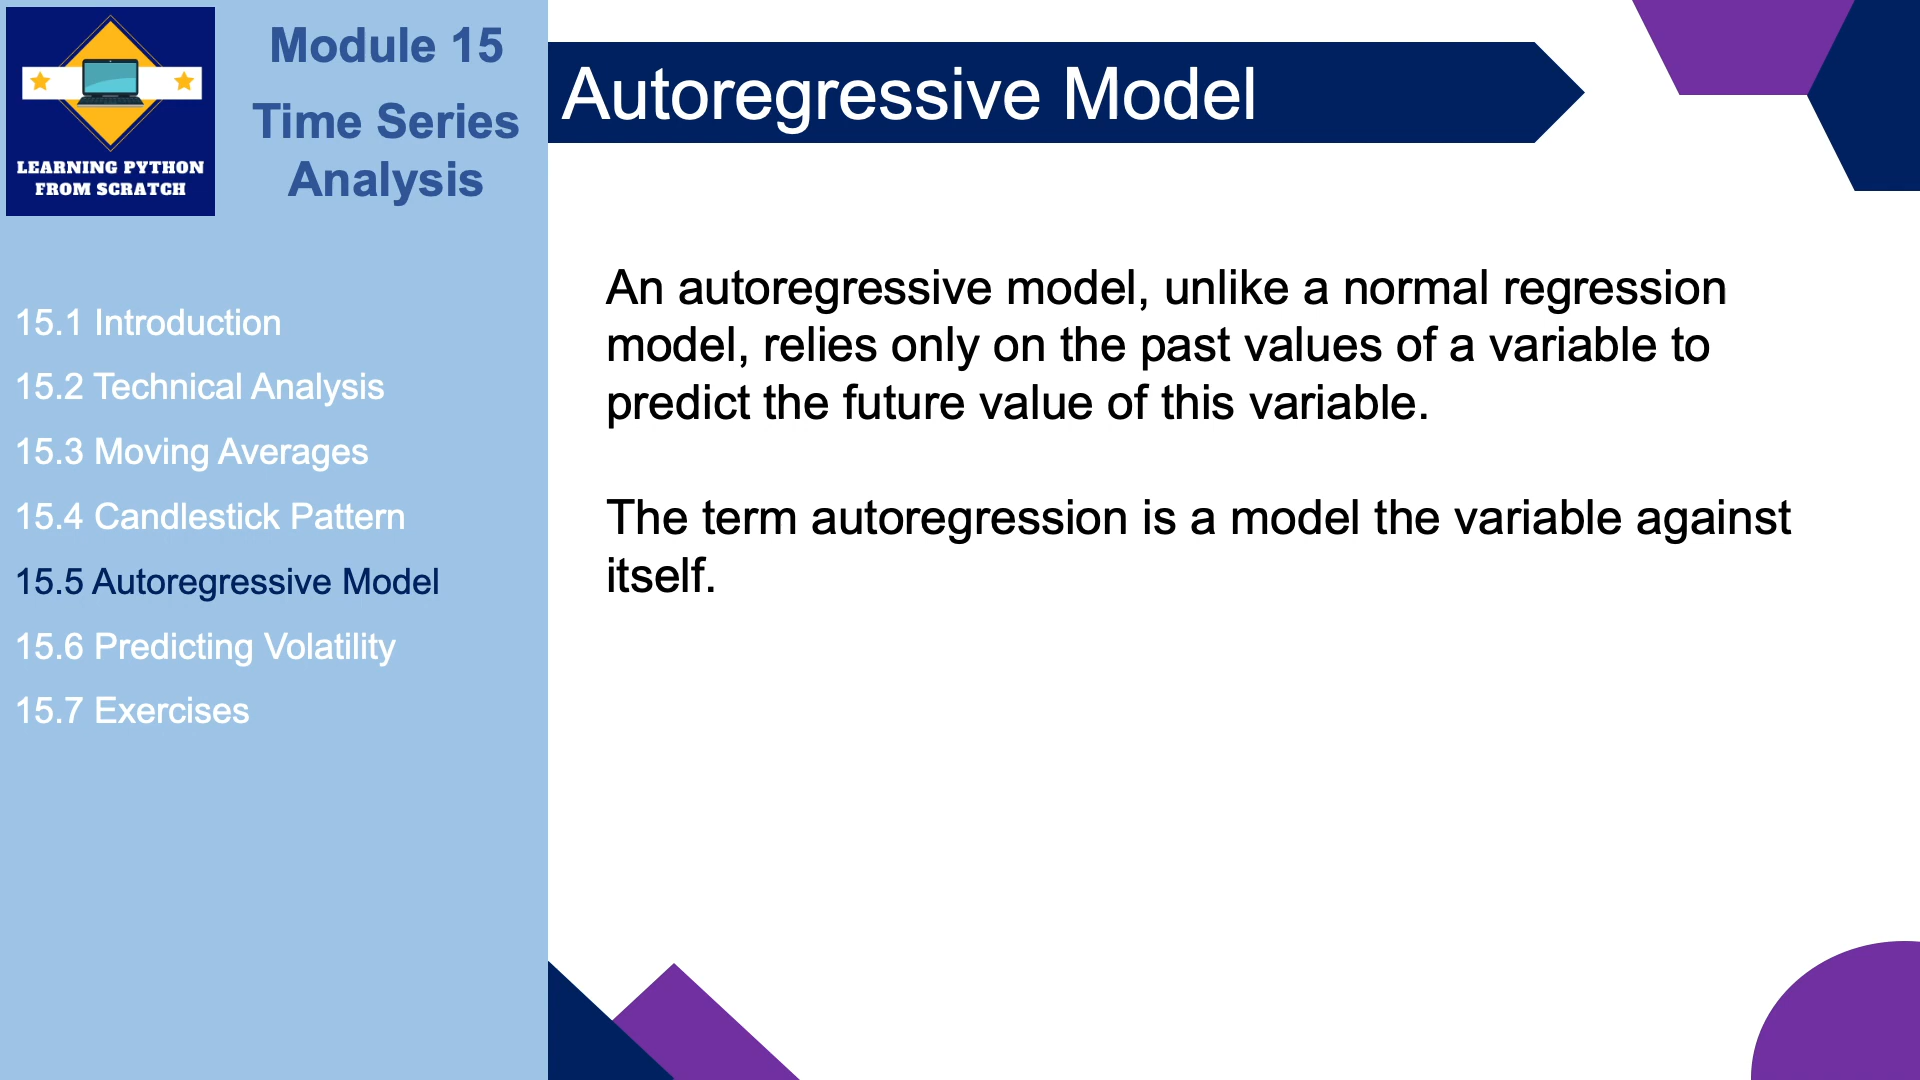 LEARNING PYTHON
FROM SCRATCH
Module 15
Time Series
Analysis
15.1 Introduction
15.2 Technical Analysis
15.3 Moving Averages
15.4 Candlestick Pattern
15.5 Autoregressive Model
15.6 Predicting Volatility
15.7 Exercises
Autoregressive Model
An autoregressive model, unlike a normal regression
model, relies only on the past values of a variable to
predict the future value of this variable.
The term autoregression is a model the variable against
itself.